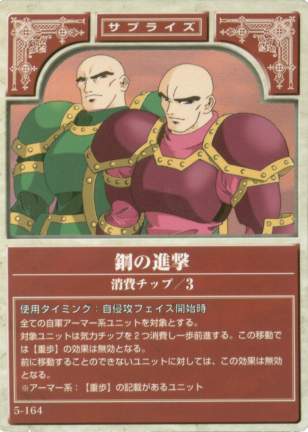 サプライズ
鋼の進撃
消費チップ／3
使用タイミング：自侵攻フェイス開始時
全ての自軍アーマー系ユニットを対象とする。
対象ユニットは気力チップを２つ消費し一歩前進する。この移動
では【重歩】の効果は無効となる。
前に移動することのできないユニットに対しては、この効果は無効
となる。
※アーマー系：【重歩】の記載があるユニット
5-164